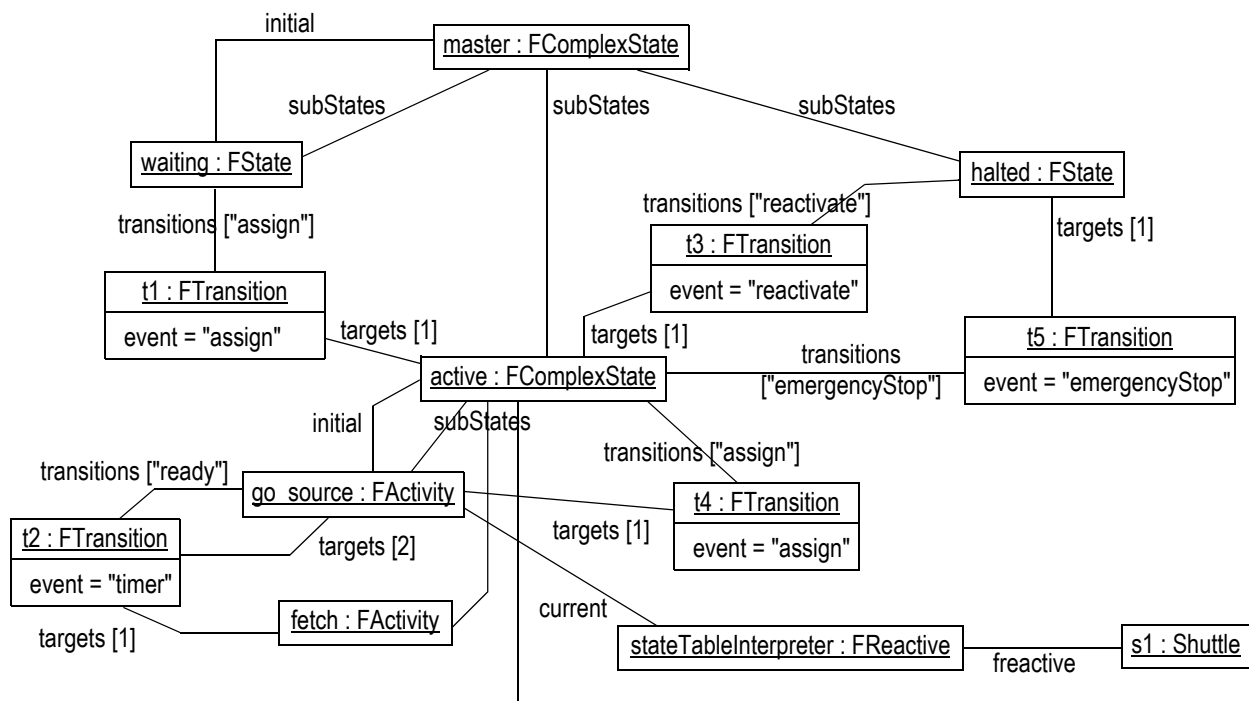 initial
master : FComplexState
subStates
subStates
subStates
waiting : FState
halted : FState
transitions ["assign"]
transitions ["reactivate"]
targets [1]
t3 : FTransition
event = "reactivate"
t1 : FTransition
event = "assign"
targets [1]
targets [1]
t5 : FTransition
event = "emergencyStop"
transitions
["emergencyStop"]
active : FComplexState
initial
subStates
transitions ["assign"]
transitions ["ready"]
go_source : FActivity
t4 : FTransition
event = "assign"
targets [1]
t2 : FTransition
event = "timer"
targets [2]
targets [1]
fetch : FActivity
current
stateTableInterpreter : FReactive
freactive
s1 : Shuttle